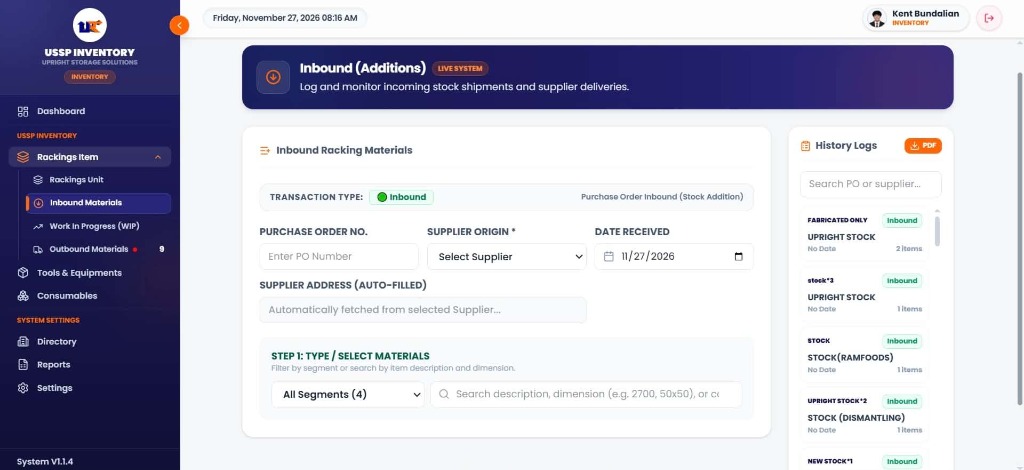 USSP INVENTORY
UPRIGHT STORAGE SOLUTIONS
INVENTORY
Dashboard
USSP INVENTORY
Rackings Item
Rackings Unit
Inbound Materials
Work In Progress (WIP)
Outbound Materials 9
Tools & Equipments
Consumables
SYSTEM SETTINGS
Directory
Reports
Settings
System V1.1.4
Friday, November 27, 2026 08:16 AM
Kent Bundalian
INVENTORY
Inbound (Additions) LIVE SYSTEM
Log and monitor incoming stock shipments and supplier deliveries.
Inbound Racking Materials
TRANSACTION TYPE: Inbound Purchase Order Inbound (Stock Addition)
PURCHASE ORDER NO. SUPPLIER ORIGIN * DATE RECEIVED
Enter PO Number Select Supplier 11/27/2026
SUPPLIER ADDRESS (AUTO-FILLED)
Automatically fetched from selected Supplier...
STEP 1: TYPE / SELECT MATERIALS
Filter by segment or search by item description and dimension.
All Segments (4) Search description, dimension (e.g. 2700, 50x50), or cc
History Logs PDF
Search PO or supplier...
FABRICATED ONLY Inbound
UPRIGHT STOCK
No Date 2 items
stock*3 Inbound
UPRIGHT STOCK
No Date 1 items
STOCK Inbound
STOCK(RAMFOODS)
No Date 1 items
UPRIGHT STOCK*2 Inbound
STOCK (DISMANTLING)
No Date 1 items
NEW STOCK*1 Inbound